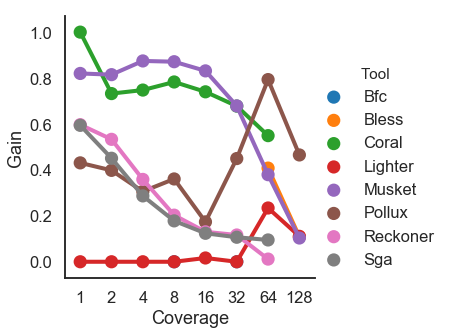 1.0
0.8
0.6
0.4
0.2
0.0
Gain
1 2 4 8 16 32 64 128
Coverage
Tool
Bfc
Bless
Coral
Lighter
Musket
Pollux
Reckoner
Sga